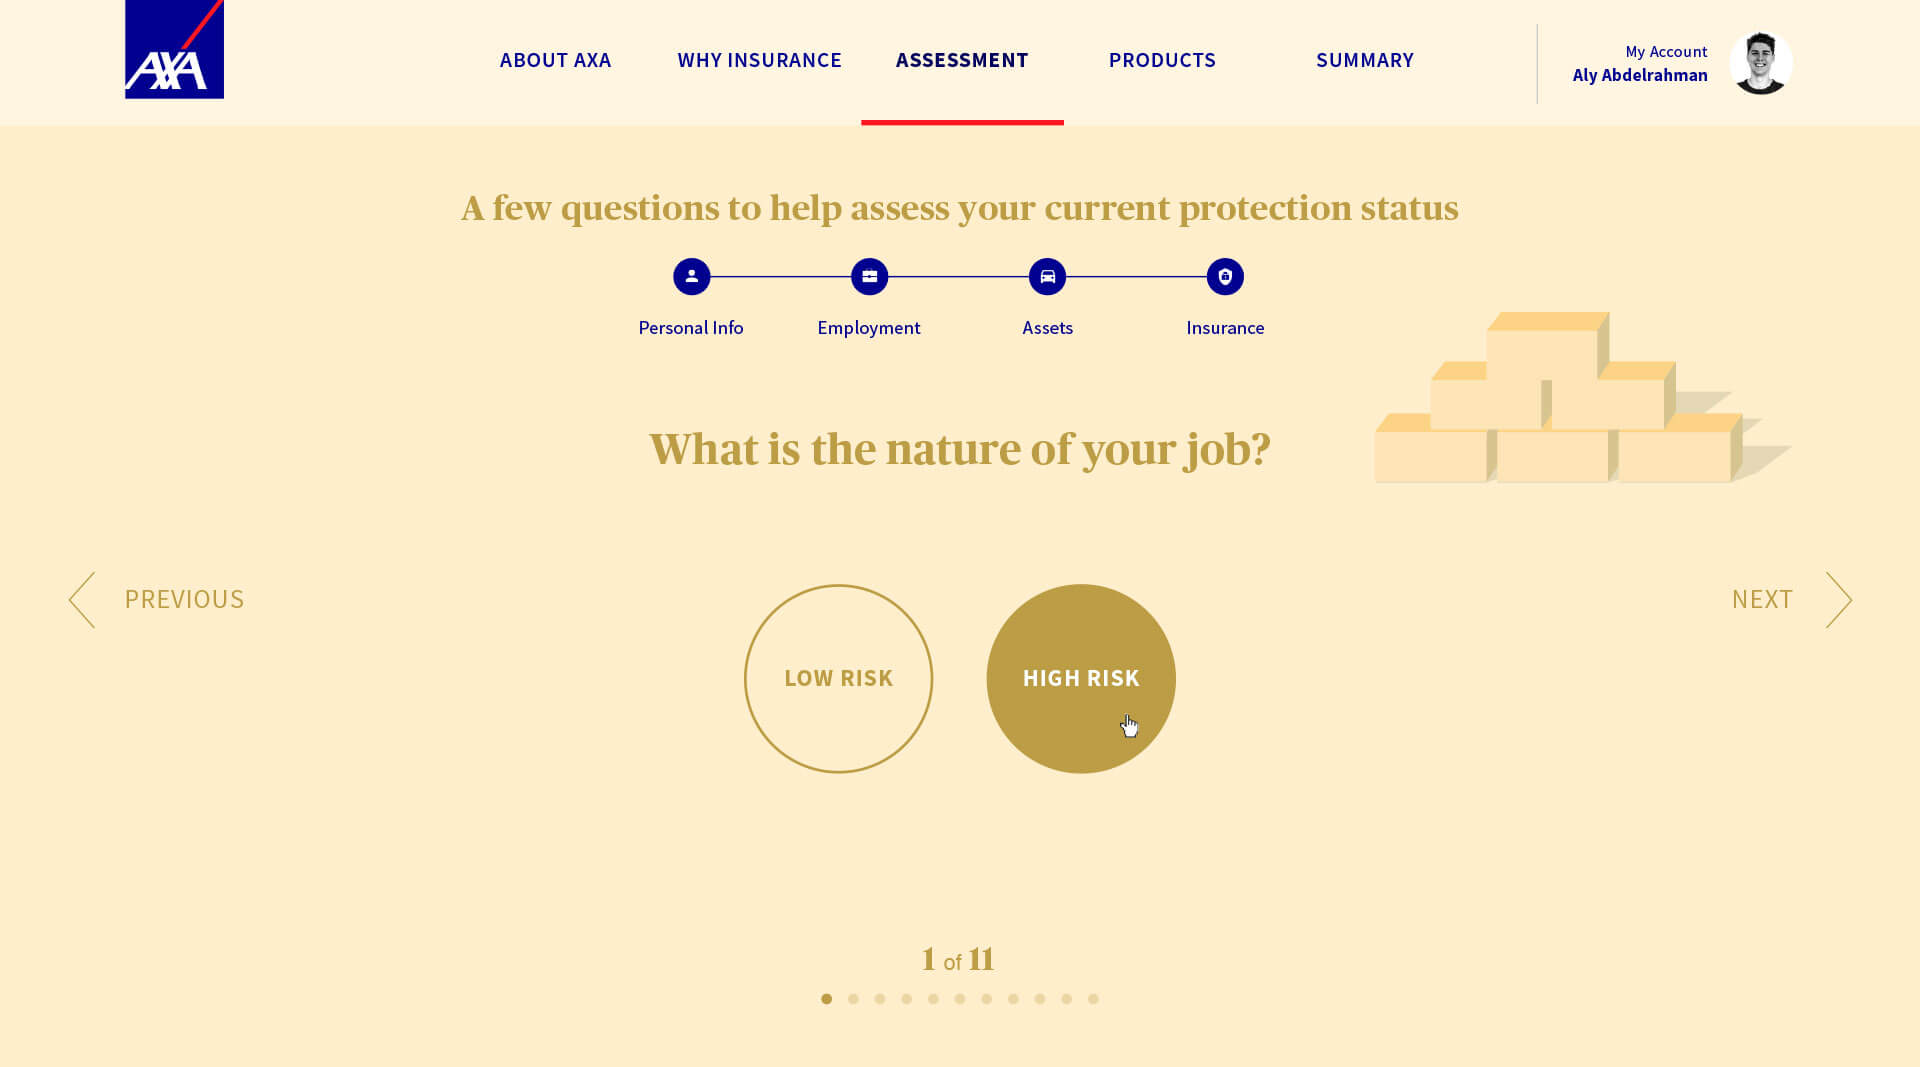 AXA
ABOUT AXA
WHY INSURANCE
ASSESSMENT
PRODUCTS
SUMMARY
My Account
Aly Abdelrahman
A few questions to help assess your current protection status
Personal Info
Employment
Assets
Insurance
What is the nature of your job?
PREVIOUS
NEXT
LOW RISK
HIGH RISK
1 of 11